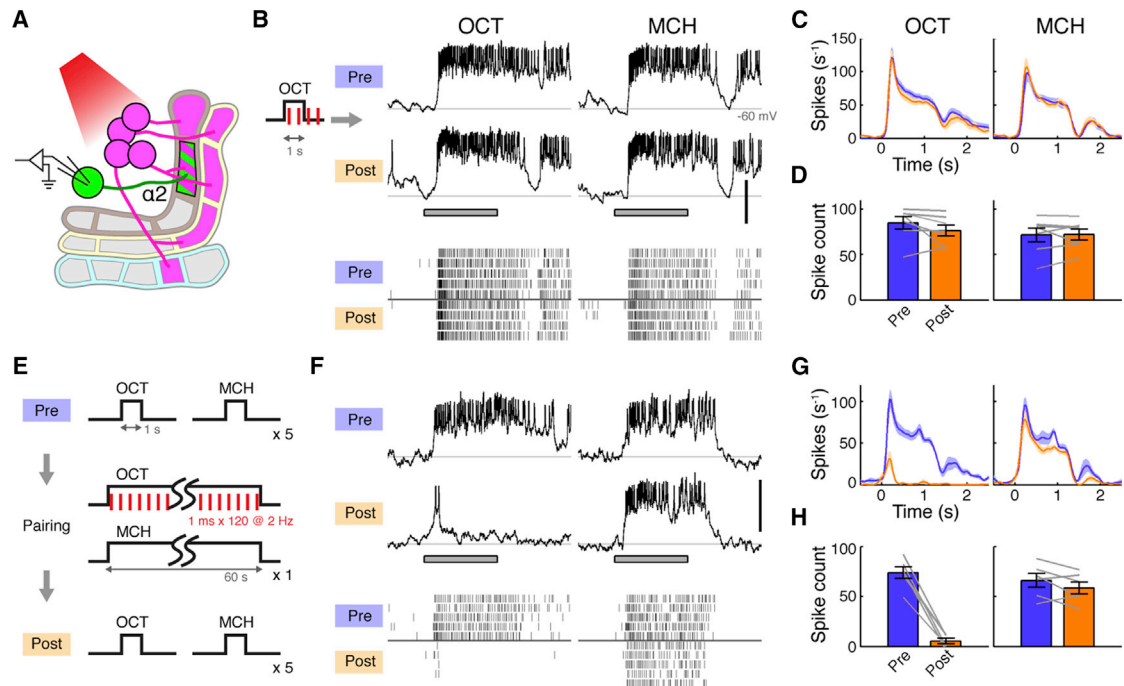 A
α2
B
OCT
1 s
OCT
MCH
Pre
-60 mV
Post
Pre
Post
C
OCT
MCH
Spikes (s⁻¹)
150
100
50
0
0
1
2
0
1
2
Time (s)
D
Spike count
100
50
0
Pre
Post
E
Pre
OCT
MCH
1 s
x 5
Pairing
OCT
1 ms x 120 @ 2 Hz
MCH
60 s
x 1
Post
OCT
MCH
x 5
F
Pre
Post
Pre
Post
G
Spikes (s⁻¹)
150
100
50
0
0
1
2
0
1
2
Time (s)
H
Spike count
100
50
0
Pre
Post